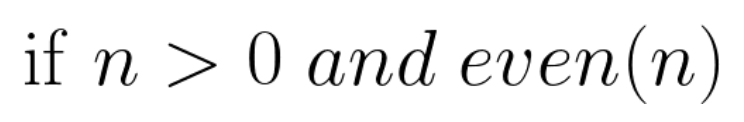 if n > 0 and even(n)